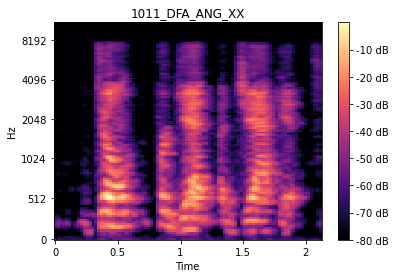 1011_DFA_ANG_XX
8192
4096
2048
1024
512
0
Hz
0
0.5
1
1.5
2
Time
-10 dB
-20 dB
-30 dB
-40 dB
-50 dB
-60 dB
-70 dB
-80 dB